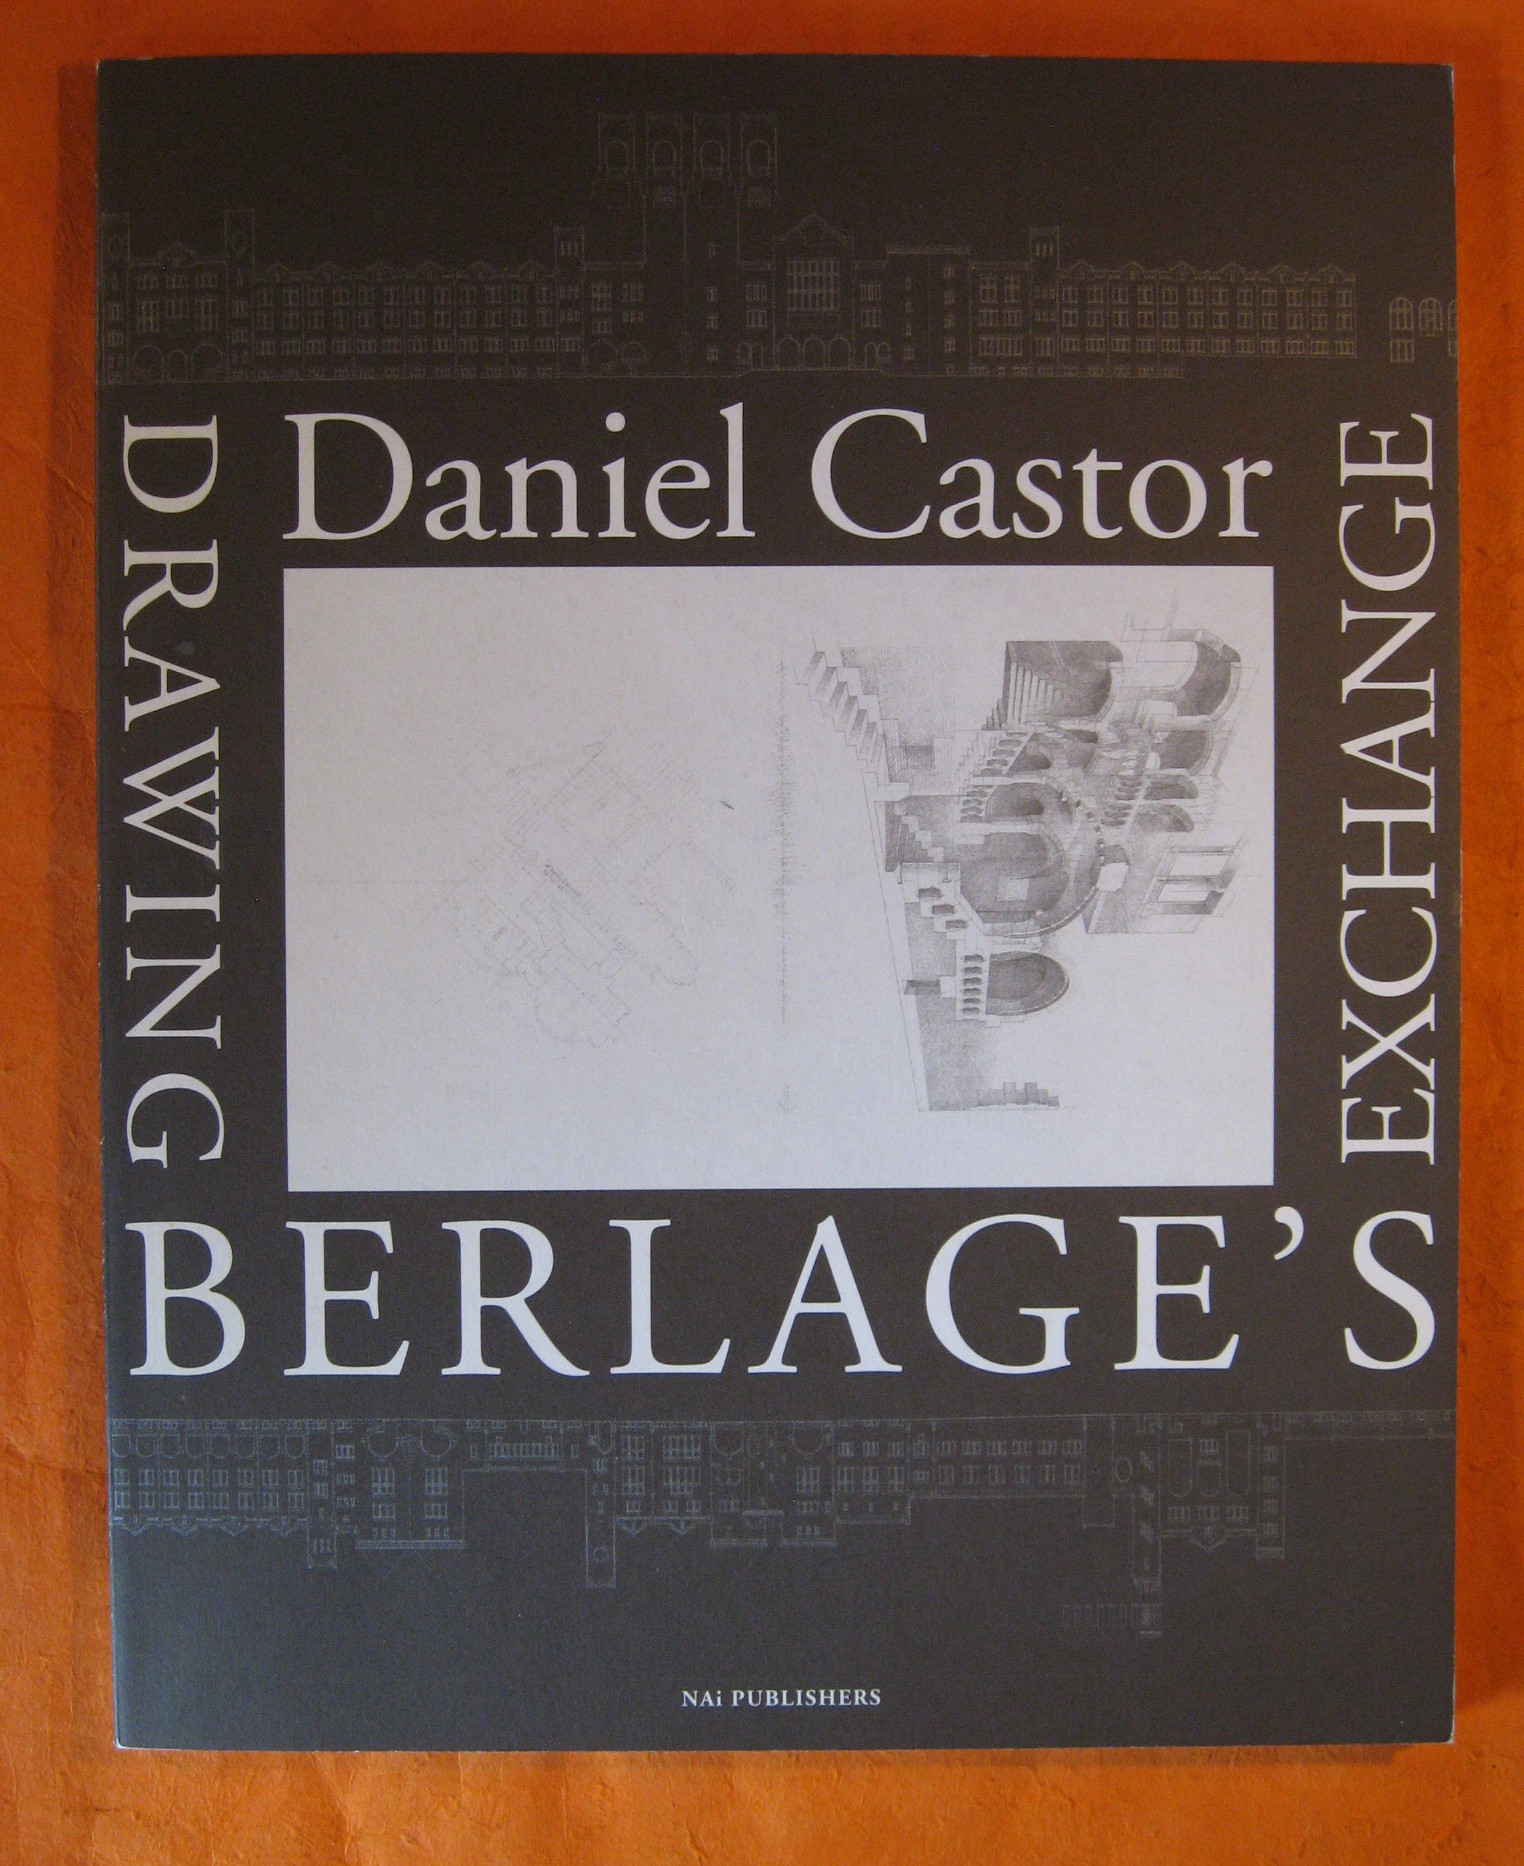 Daniel Castor
DRAWING
BERLAGE’S
EXCHANGE
NAi PUBLISHERS